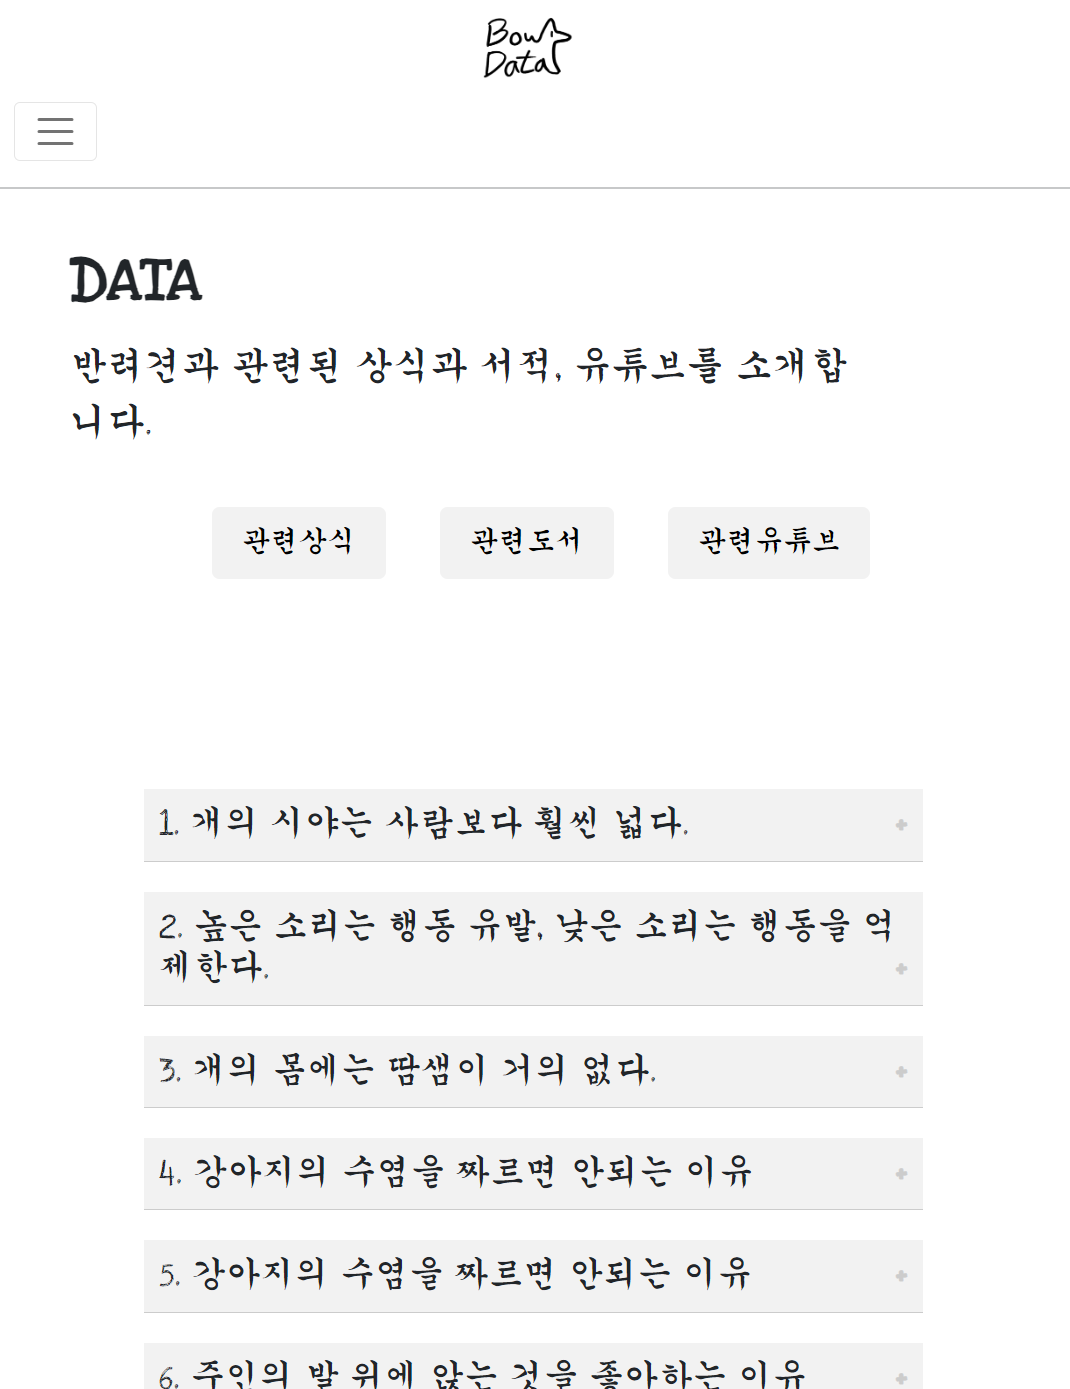 Bow
Data
DATA
반려견과 관련된 상식과 서적, 유튜브를 소개합
니다.
관련상식 관련도서 관련유튜브
1. 개의 시야는 사람보다 훨씬 넓다.
2. 높은 소리는 행동 유발, 낮은 소리는 행동을 억
제한다.
3. 개의 몸에는 땀샘이 거의 없다.
4. 강아지의 수염을 짜르면 안되는 이유
5. 강아지의 수염을 짜르면 안되는 이유
6. 주인의 발 위에 앉는 것을 좋아하는 이유